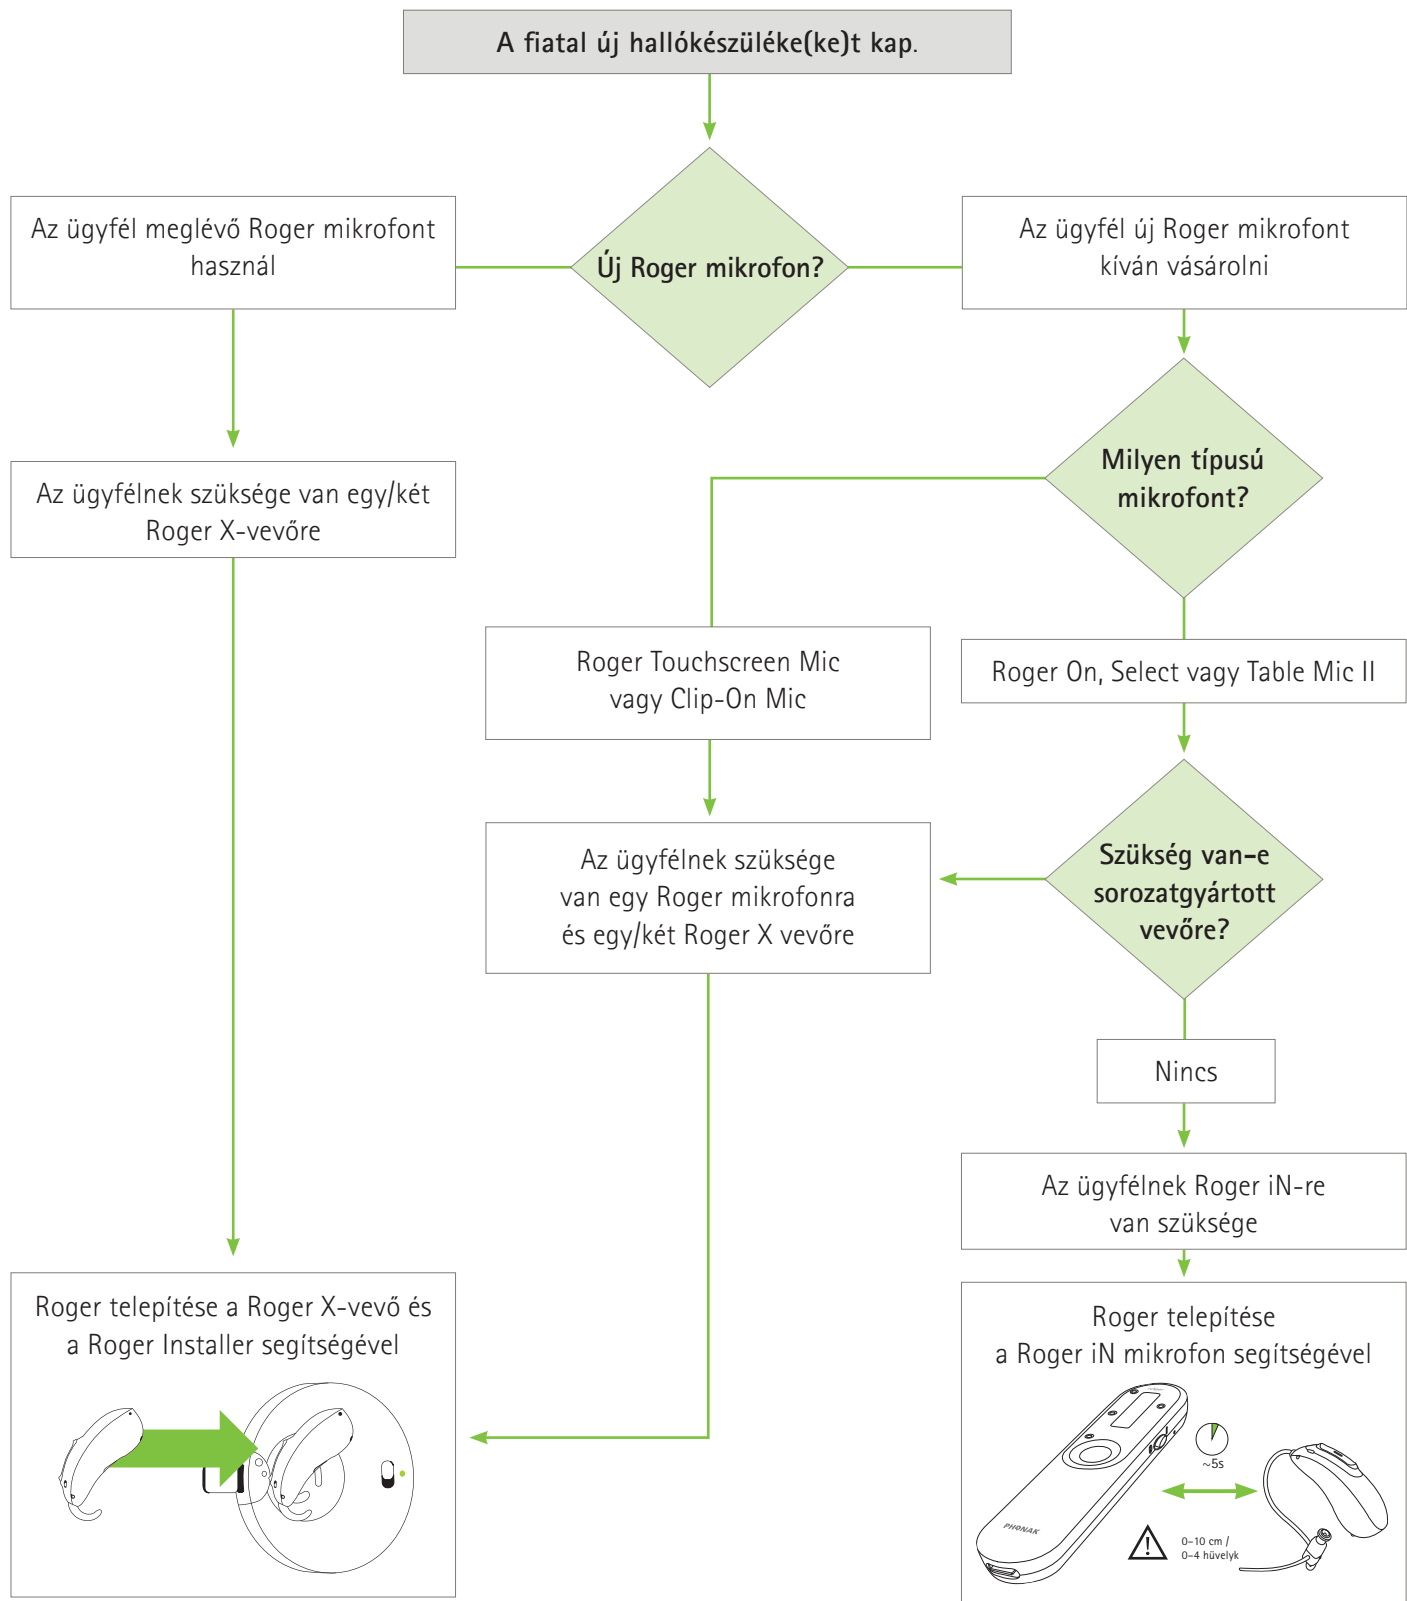 A fiatal új hallókészüléke(ke)t kap.
Új Roger mikrofon?
Az ügyfél meglévő Roger mikrofont
használ
Az ügyfél új Roger mikrofont
kíván vásárolni
Az ügyfélnek szüksége van egy/két
Roger X-vevőre
Milyen típusú
mikrofont?
Roger Touchscreen Mic
vagy Clip-On Mic
Roger On, Select vagy Table Mic II
Az ügyfélnek szüksége
van egy Roger mikrofonra
és egy/két Roger X vevőre
Szükség van-e
sorozatgyártott
vevőre?
Nincs
Az ügyfélnek Roger iN-re
van szüksége
Roger telepítése a Roger X-vevő és
a Roger Installer segítségével
Roger telepítése
a Roger iN mikrofon segítségével
~5s
PHONAK
0-10 cm /
0-4 hüvelyk